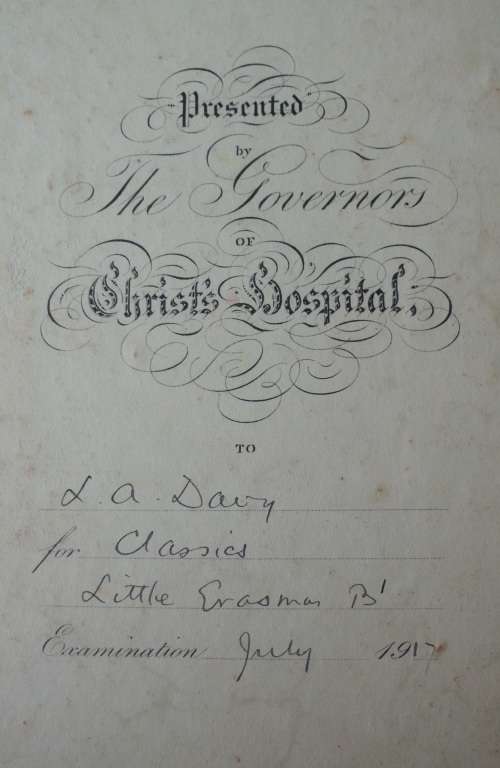 "Presented"
by
The Governors
OF
Christ's Hospital,
TO
L. A. Davy
for Classics
Little Erasmus B'
Examination July 1917